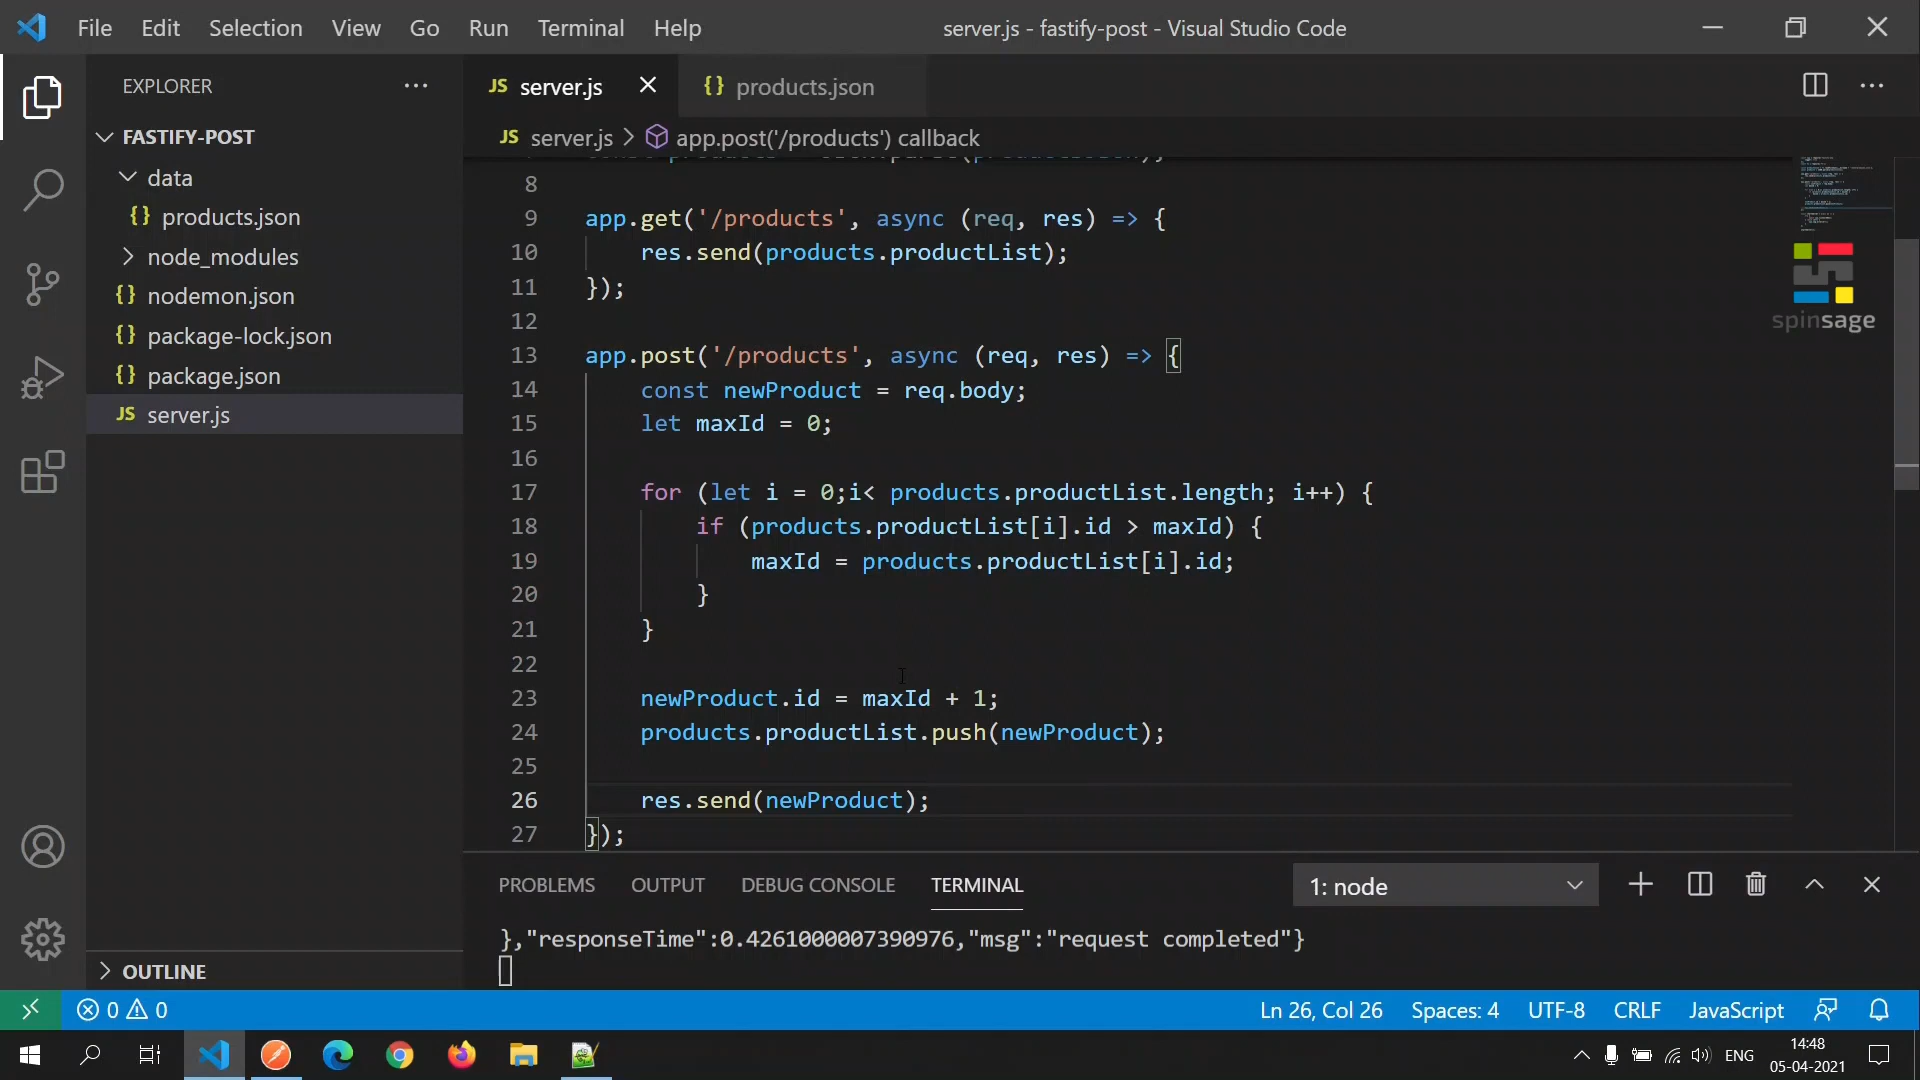 File Edit Selection View Go Run Terminal Help
server.js - fastify-post - Visual Studio Code
EXPLORER
FASTIFY-POST
data
{} products.json
node_modules
{} nodemon.json
{} package-lock.json
{} package.json
JS server.js
OUTLINE
JS server.js
{} products.json
JS server.js > app.post('/products') callback
8
9 app.get('/products', async (req, res) => {
10 res.send(products.productList);
11 });
12
13 app.post('/products', async (req, res) => {
14 const newProduct = req.body;
15 let maxId = 0;
16
17 for (let i = 0;i< products.productList.length; i++) {
18 if (products.productList[i].id > maxId) {
19 maxId = products.productList[i].id;
20 }
21 }
22
23 newProduct.id = maxId + 1;
24 products.productList.push(newProduct);
25
26 res.send(newProduct);
27 });
spinsage
PROBLEMS OUTPUT DEBUG CONSOLE TERMINAL
1: node
},"responseTime":0.4261000007390976,"msg":"request completed"}
0 0
Ln 26, Col 26 Spaces: 4 UTF-8 CRLF JavaScript
ENG
14:48
05-04-2021